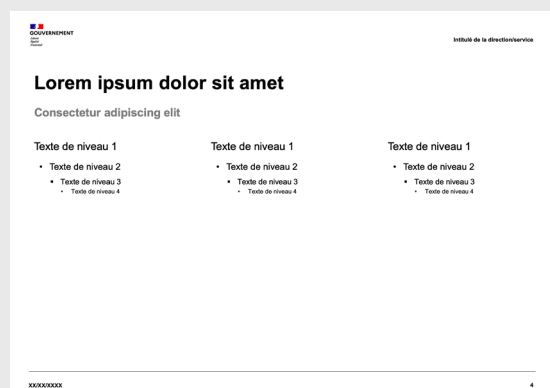 GOUVERNEMENT
Liberté
Égalité
Fraternité
Intitulé de la direction/service
Lorem ipsum dolor sit amet
Consectetur adipiscing elit
Texte de niveau 1
• Texte de niveau 2
▪ Texte de niveau 3
• Texte de niveau 4
Texte de niveau 1
• Texte de niveau 2
▪ Texte de niveau 3
• Texte de niveau 4
Texte de niveau 1
• Texte de niveau 2
▪ Texte de niveau 3
• Texte de niveau 4
XX/XX/XXXX
4